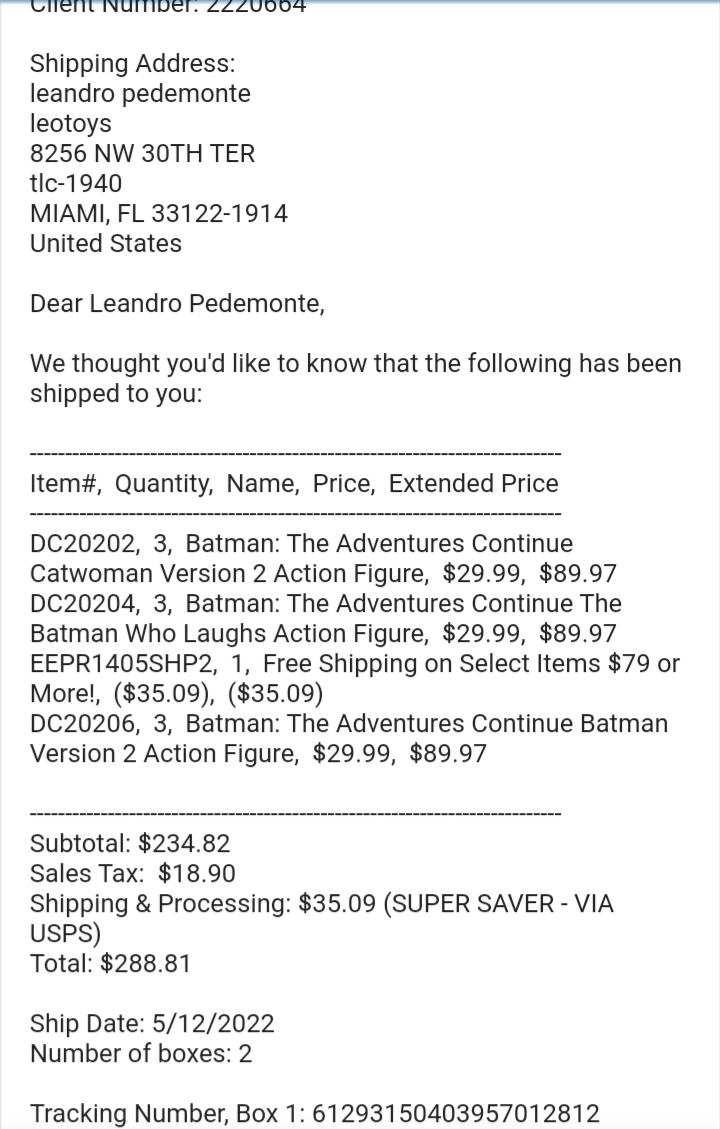 Client Number: 2220664
Shipping Address:
leandro pedemonte
leotoys
8256 NW 30TH TER
tlc-1940
MIAMI, FL 33122-1914
United States
Dear Leandro Pedemonte,
We thought you'd like to know that the following has been
shipped to you:
----------------------------------------------------------------------------
Item#,  Quantity,  Name,  Price,  Extended Price
----------------------------------------------------------------------------
DC20202,  3,  Batman: The Adventures Continue
Catwoman Version 2 Action Figure,  $29.99,  $89.97
DC20204,  3,  Batman: The Adventures Continue The
Batman Who Laughs Action Figure,  $29.99,  $89.97
EEPR1405SHP2,  1,  Free Shipping on Select Items $79 or
More!,  ($35.09),  ($35.09)
DC20206,  3,  Batman: The Adventures Continue Batman
Version 2 Action Figure,  $29.99,  $89.97
----------------------------------------------------------------------------
Subtotal: $234.82
Sales Tax:  $18.90
Shipping & Processing: $35.09 (SUPER SAVER - VIA
USPS)
Total: $288.81
Ship Date: 5/12/2022
Number of boxes: 2
Tracking Number, Box 1: 61293150403957012812